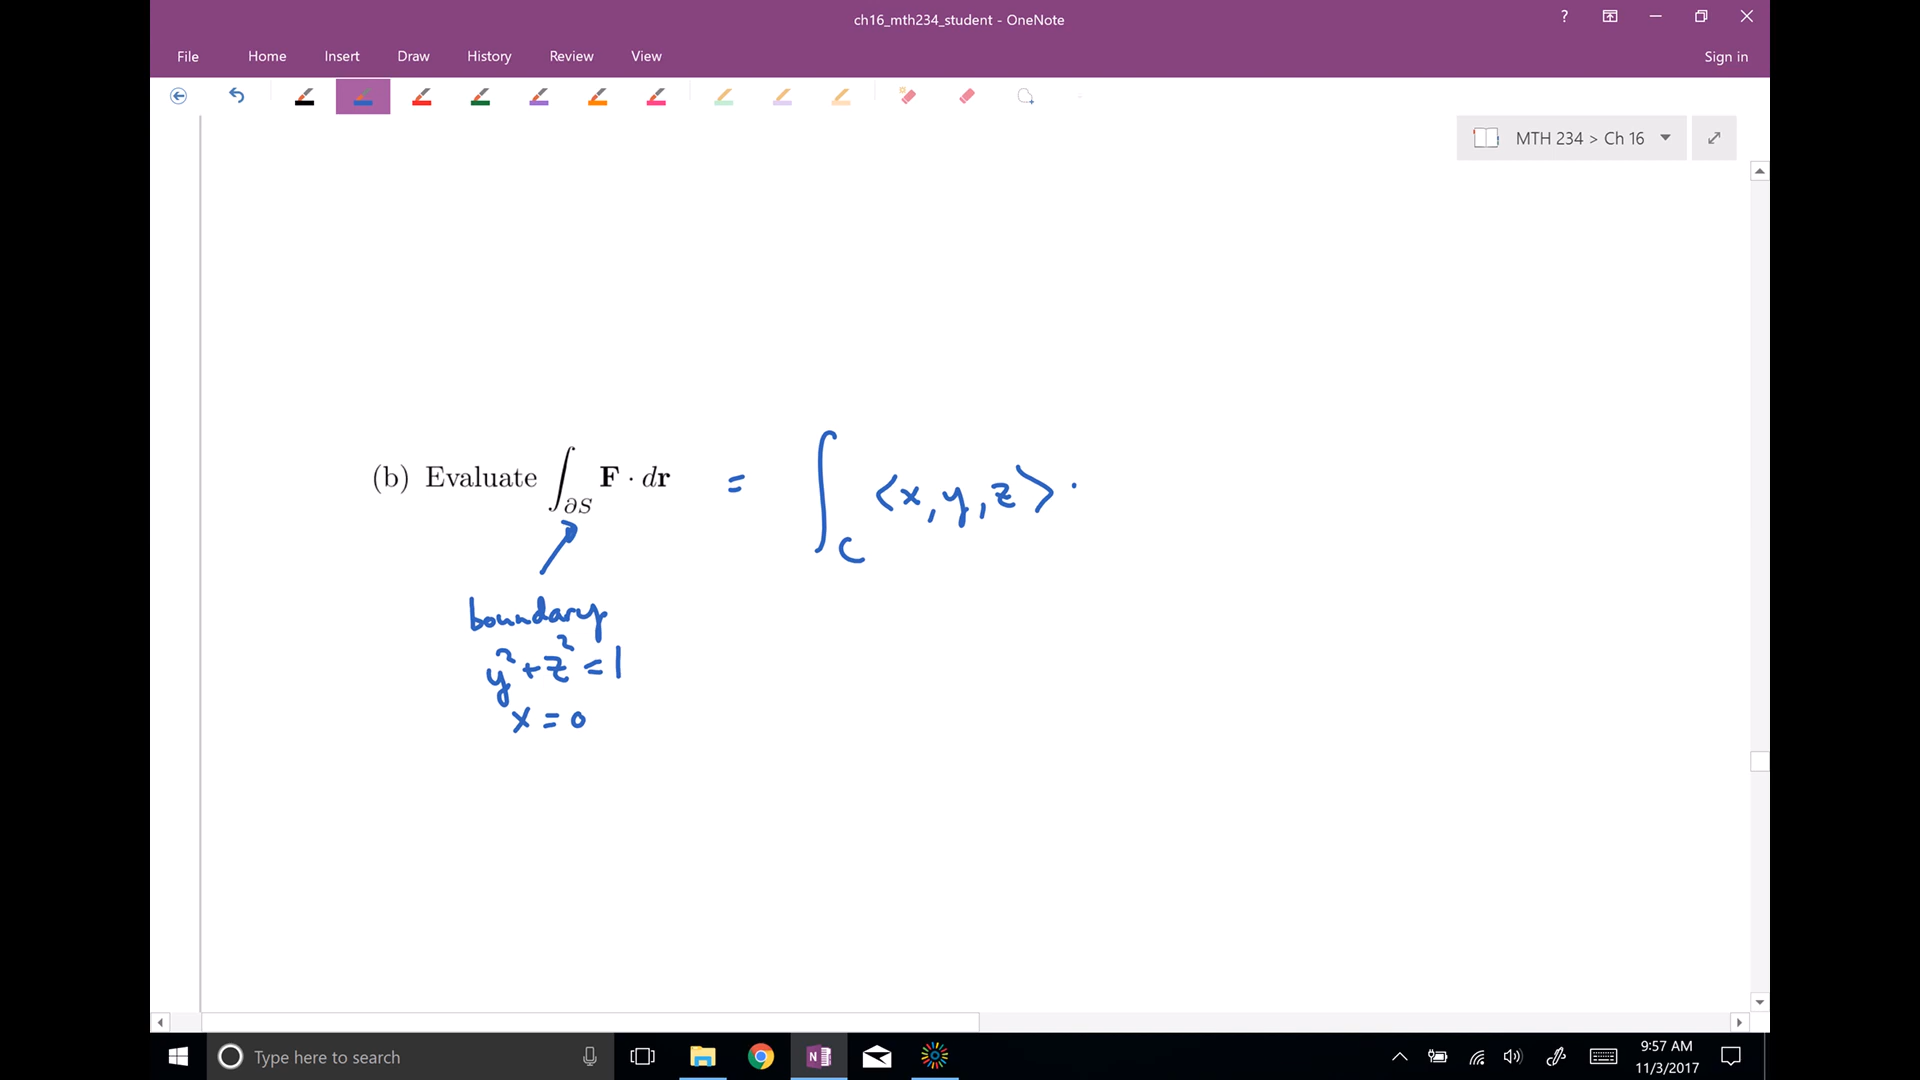 ch16_mth234_student - OneNote
?
File Home Insert Draw History Review View Sign in
MTH 234 > Ch 16
(b) Evaluate ∫_{∂S} F · dr = ∫_C <x, y, z> ·
boundary
y² + z² = 1
x = 0
Type here to search
9:57 AM
11/3/2017